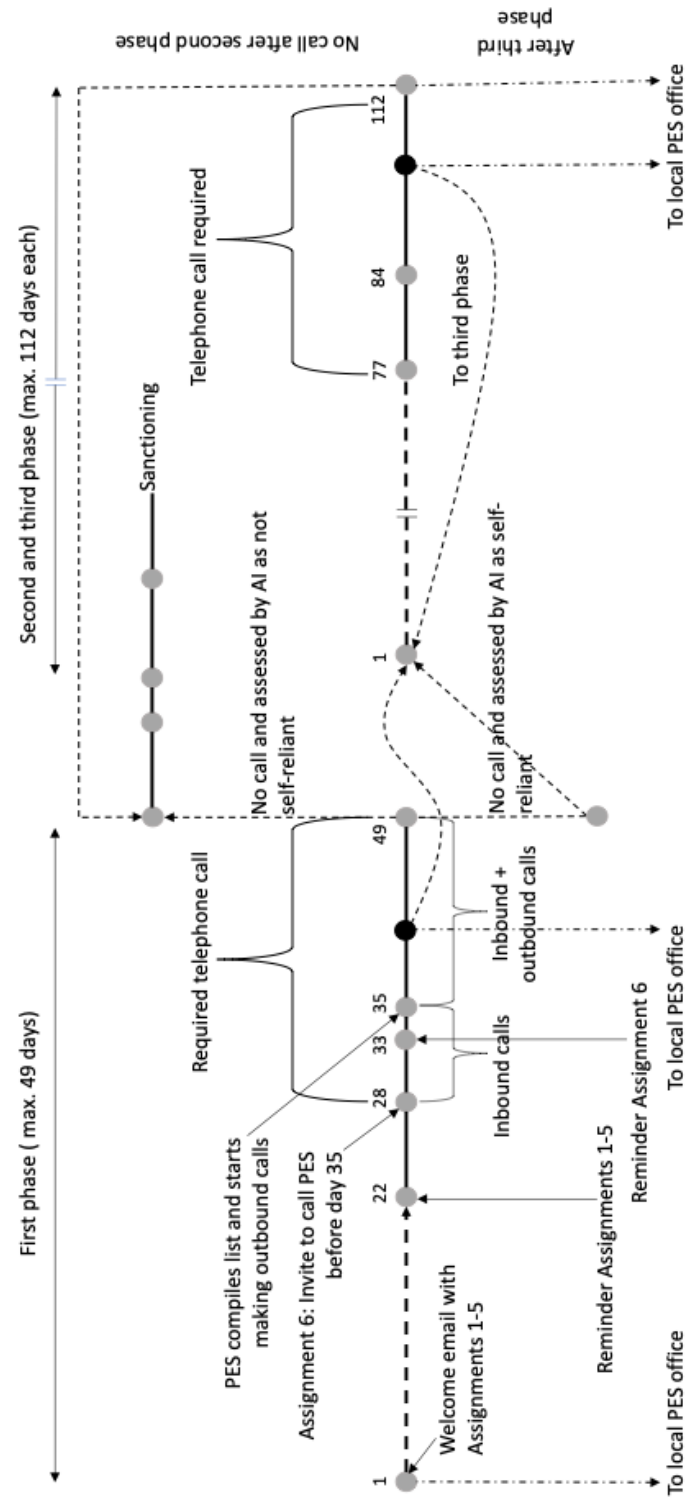 First phase ( max. 49 days)
Second and third phase (max. 112 days each)
Sanctioning
No call after second phase
After third
phase
Required telephone call
Telephone call required
PES compiles list and starts
making outbound calls
Assignment 6: Invite to call PES
before day 35
No call and assessed by AI as not
self-reliant
1
22
28
33
35
49
1
77
84
112
Welcome email with
Assignments 1-5
Inbound calls
Inbound +
outbound calls
No call and assessed by AI as self-
reliant
To third phase
Reminder Assignments 1-5
Reminder Assignment 6
To local PES office
To local PES office
To local PES office